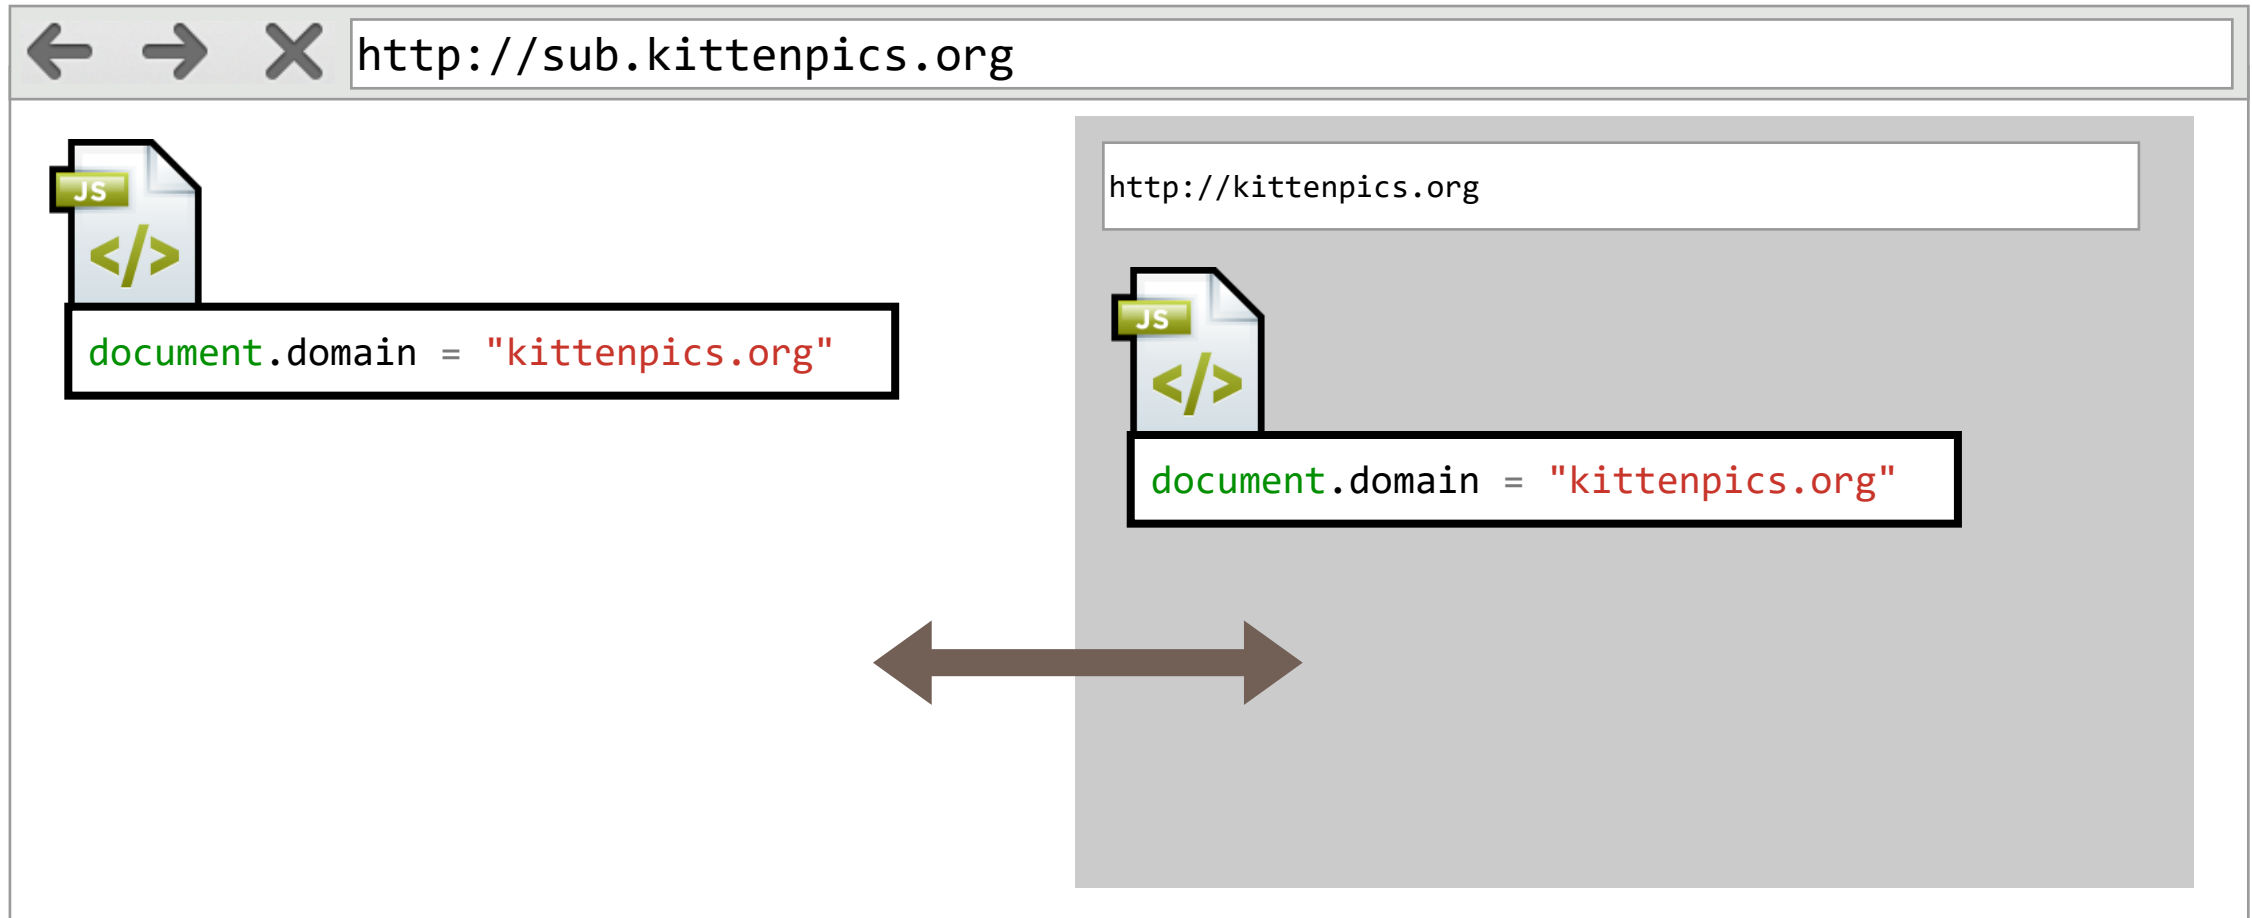 http://sub.kittenpics.org
JS
</>
document.domain = "kittenpics.org"
http://kittenpics.org
JS
</>
document.domain = "kittenpics.org"